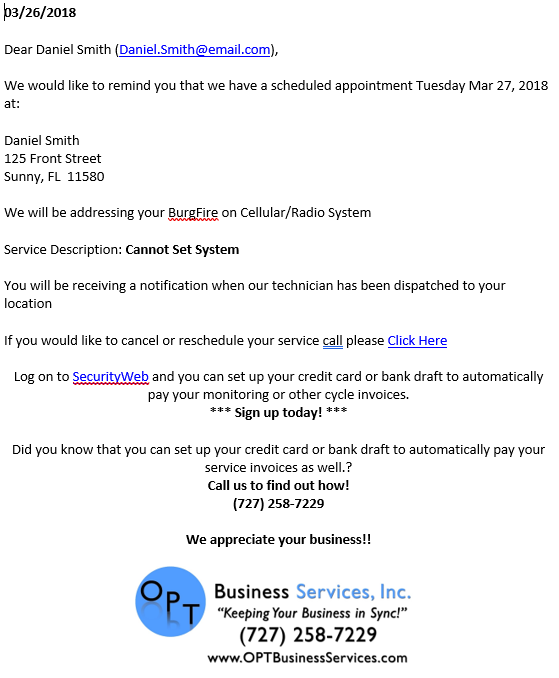 03/26/2018
Dear Daniel Smith (Daniel.Smith@email.com),
We would like to remind you that we have a scheduled appointment Tuesday Mar 27, 2018
at:
Daniel Smith
125 Front Street
Sunny, FL  11580
We will be addressing your BurgFire on Cellular/Radio System
Service Description: Cannot Set System
You will be receiving a notification when our technician has been dispatched to your
location
If you would like to cancel or reschedule your service call please Click Here
Log on to SecurityWeb and you can set up your credit card or bank draft to automatically
pay your monitoring or other cycle invoices.
*** Sign up today! ***
Did you know that you can set up your credit card or bank draft to automatically pay your
service invoices as well.?
Call us to find out how!
(727) 258-7229
We appreciate your business!!
OPT
Business Services, Inc.
“Keeping Your Business in Sync!”
(727) 258-7229
www.OPTBusinessServices.com